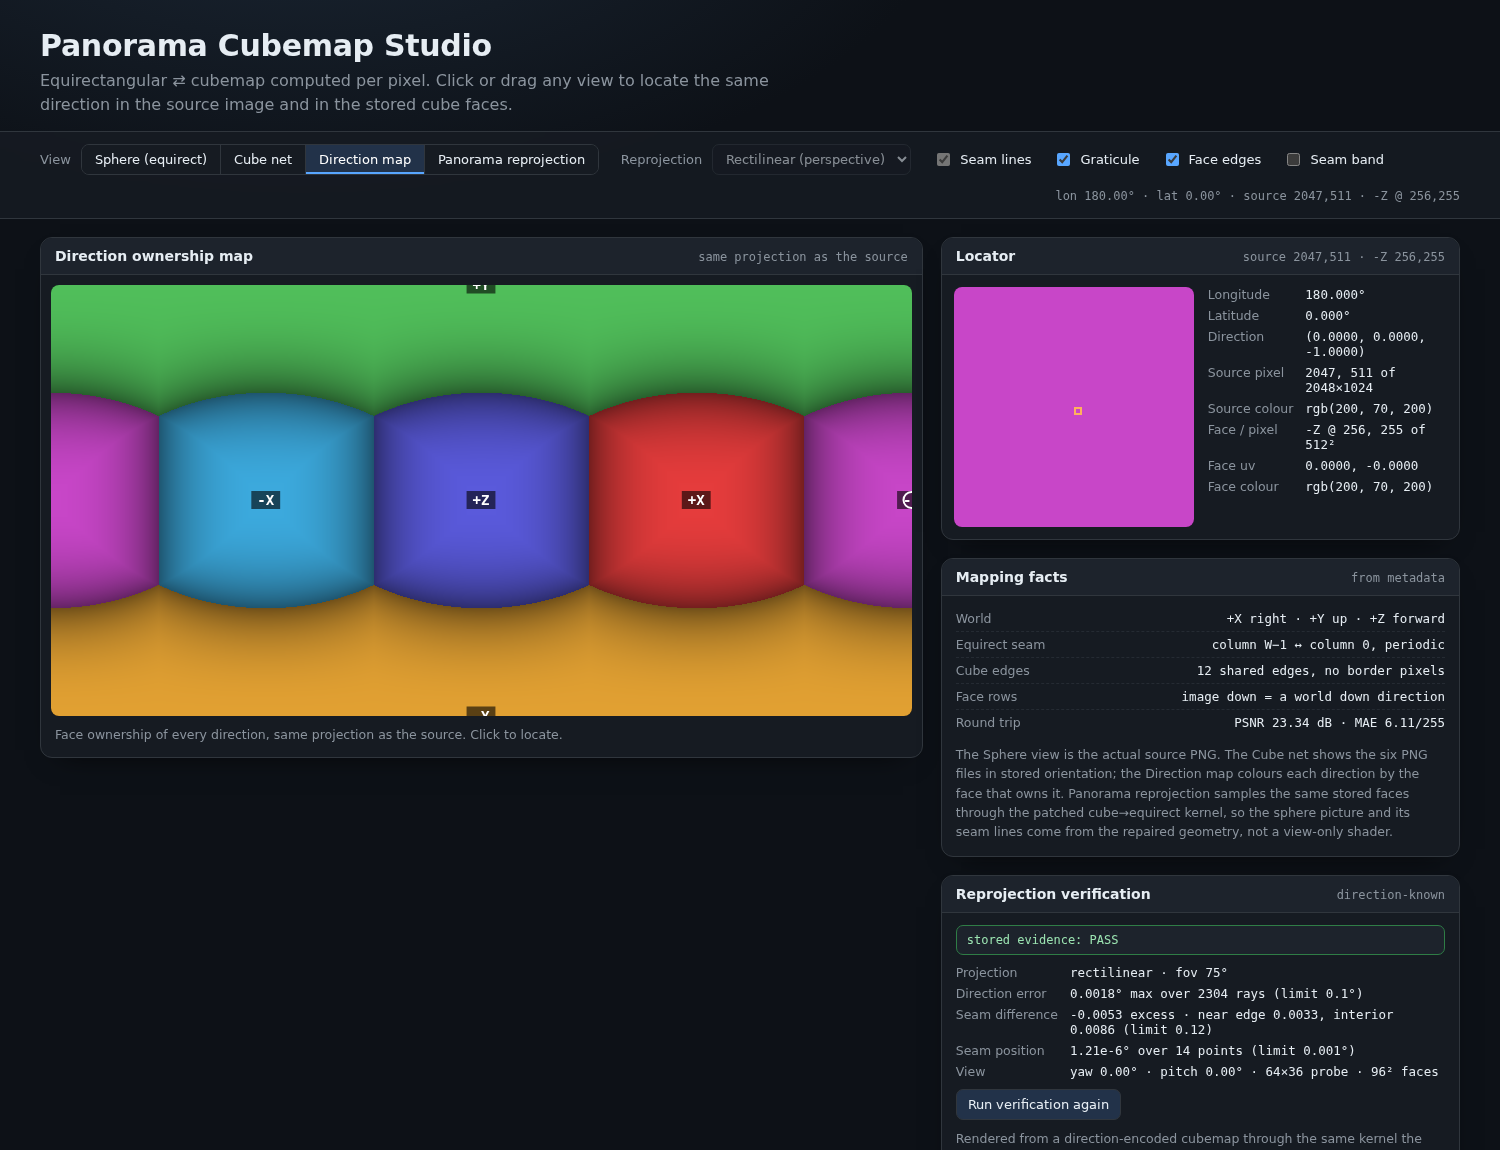 Panorama Cubemap Studio
Equirectangular ⇄ cubemap computed per pixel. Click or drag any view to locate the same
direction in the source image and in the stored cube faces.
View Sphere (equirect) Cube net Direction map Panorama reprojection Reprojection Rectilinear (perspective) Seam lines Graticule Face edges Seam band
lon 180.00° · lat 0.00° · source 2047,511 · -Z @ 256,255
Direction ownership map same projection as the source
+Y
-X +Z +X
Face ownership of every direction, same projection as the source. Click to locate.
Locator source 2047,511 · -Z 256,255
Longitude 180.000°
Latitude 0.000°
Direction (0.0000, 0.0000,
-1.0000)
Source pixel 2047, 511 of
2048×1024
Source colour rgb(200, 70, 200)
Face / pixel -Z @ 256, 255 of
512²
Face uv 0.0000, -0.0000
Face colour rgb(200, 70, 200)
Mapping facts from metadata
World +X right · +Y up · +Z forward
Equirect seam column W−1 ↔ column 0, periodic
Cube edges 12 shared edges, no border pixels
Face rows image down = a world down direction
Round trip PSNR 23.34 dB · MAE 6.11/255
The Sphere view is the actual source PNG. The Cube net shows the six PNG
files in stored orientation; the Direction map colours each direction by the
face that owns it. Panorama reprojection samples the same stored faces
through the patched cube→equirect kernel, so the sphere picture and its
seam lines come from the repaired geometry, not a view-only shader.
Reprojection verification direction-known
stored evidence: PASS
Projection rectilinear · fov 75°
Direction error 0.0018° max over 2304 rays (limit 0.1°)
Seam difference -0.0053 excess · near edge 0.0033, interior
0.0086 (limit 0.12)
Seam position 1.21e-6° over 14 points (limit 0.001°)
View yaw 0.00° · pitch 0.00° · 64×36 probe · 96² faces
Run verification again
Rendered from a direction-encoded cubemap through the same kernel the